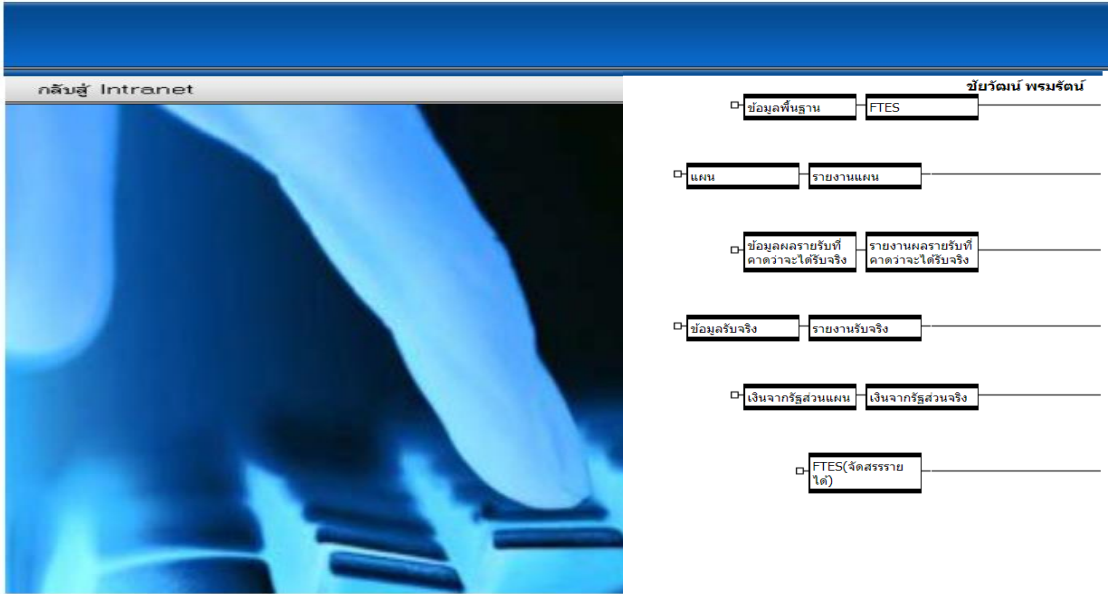 กลับสู่ Intranet
ชัยวัฒน์ พรมรัตน์
ข้อมูลพื้นฐาน
FTES
แผน
รายงานแผน
ข้อมูลผลรายรับที่
คาดว่าจะได้รับจริง
รายงานผลรายรับที่
คาดว่าจะได้รับจริง
ข้อมูลรับจริง
รายงานรับจริง
เงินจากรัฐส่วนแผน
เงินจากรัฐส่วนจริง
FTES(จัดสรรราย
ได้)